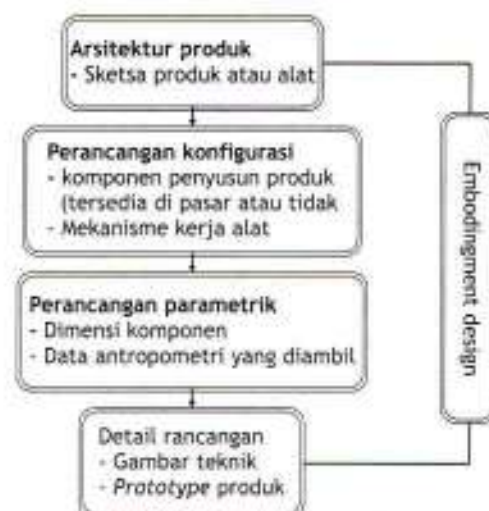 Arsitektur produk
- Sketsa produk atau alat
Perancangan konfigurasi
- komponen penyusun produk
(tersedia di pasar atau tidak
- Mekanisme kerja alat
Perancangan parametrik
- Dimensi komponen
- Data antropometri yang diambil
Detail rancangan
- Gambar teknik
- Prototype produk
Embodingment design